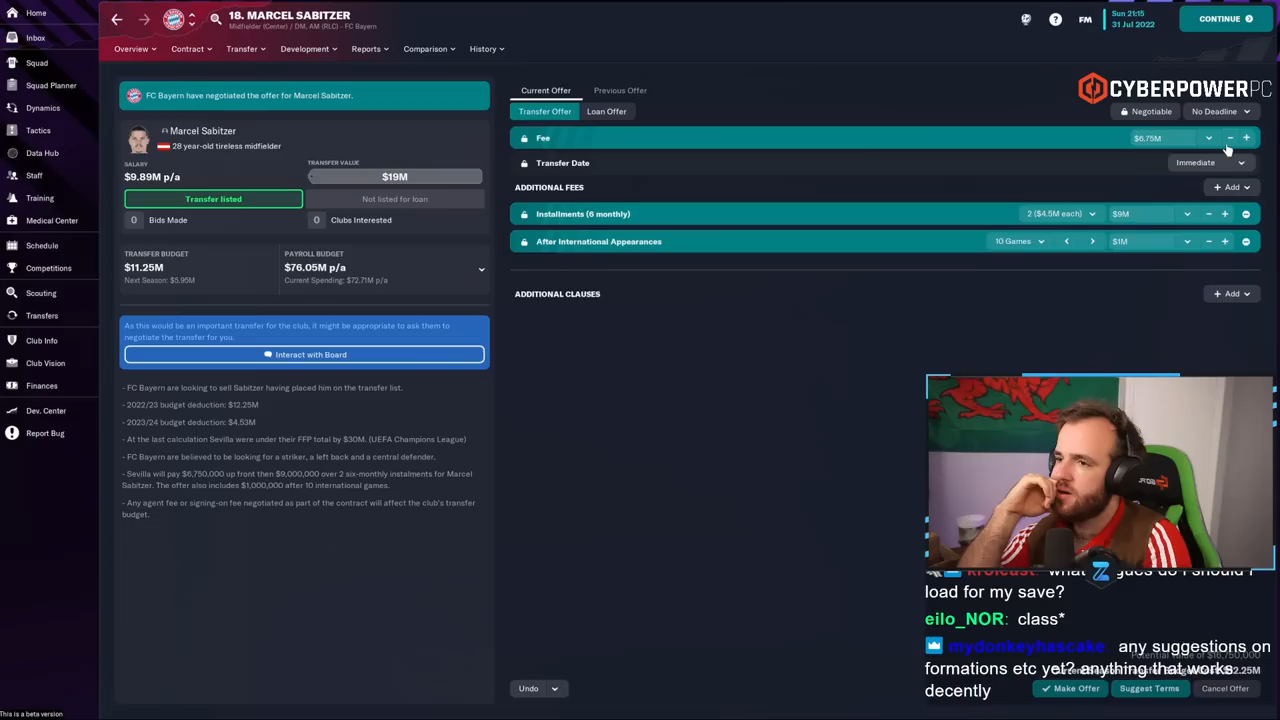 Home
Inbox
Squad
Squad Planner
Dynamics
Tactics
Data Hub
Staff
Training
Medical Center
Schedule
Competitions
Scouting
Transfers
Club Info
Club Vision
Finances
Dev. Center
Report Bug
This is a beta version
18. MARCEL SABITZER
Midfielder (Center) / DM, AM (RLC) - FC Bayern
FM
Sun 21:15
31 Jul 2022
CONTINUE
Overview
Contract
Transfer
Development
Reports
Comparison
History
FC Bayern have negotiated the offer for Marcel Sabitzer.
Marcel Sabitzer
28 year-old tireless midfielder
SALARY
$9.89M p/a
TRANSFER VALUE
$19M
Transfer listed
Not listed for loan
0 Bids Made
0 Clubs Interested
TRANSFER BUDGET
$11.25M
Next Season: $5.95M
PAYROLL BUDGET
$76.05M p/a
Current Spending: $72.71M p/a
As this would be an important transfer for the club, it might be appropriate to ask them to
negotiate the transfer for you.
Interact with Board
- FC Bayern are looking to sell Sabitzer having placed him on the transfer list.
- 2022/23 budget deduction: $12.25M
- 2023/24 budget deduction: $4.53M
- At the last calculation Sevilla were under their FFP total by $30M. (UEFA Champions League)
- FC Bayern are believed to be looking for a striker, a left back and a central defender.
- Sevilla will pay $6,750,000 up front then $9,000,000 over 2 six-monthly instalments for Marcel
Sabitzer. The offer also includes $1,000,000 after 10 international games.
- Any agent fee or signing-on fee negotiated as part of the contract will affect the club's transfer
budget.
Current Offer
Previous Offer
CYBERPOWERPC
Transfer Offer
Loan Offer
Negotiable
No Deadline
Fee
$6.75M
Transfer Date
Immediate
ADDITIONAL FEES
+ Add
Installments (6 monthly)
2 ($4.5M each)
$9M
After International Appearances
10 Games
$1M
ADDITIONAL CLAUSES
+ Add
load for my save?
eilo_NOR: class*
mydonkeyhascake: any suggestions on
formations etc yet? anything that works
decently
Undo
Make Offer
Suggest Terms
Cancel Offer